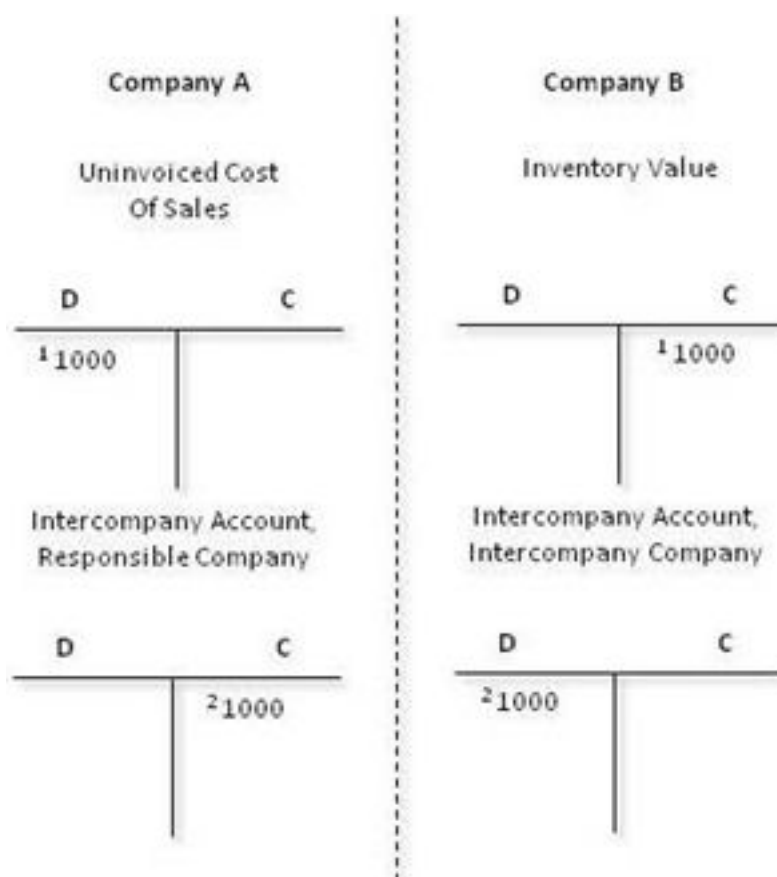 Company A
Uninvoiced Cost
Of Sales
D C
¹1000
Intercompany Account,
Responsible Company
D C
²1000
Company B
Inventory Value
D C
¹1000
Intercompany Account,
Intercompany Company
D C
²1000